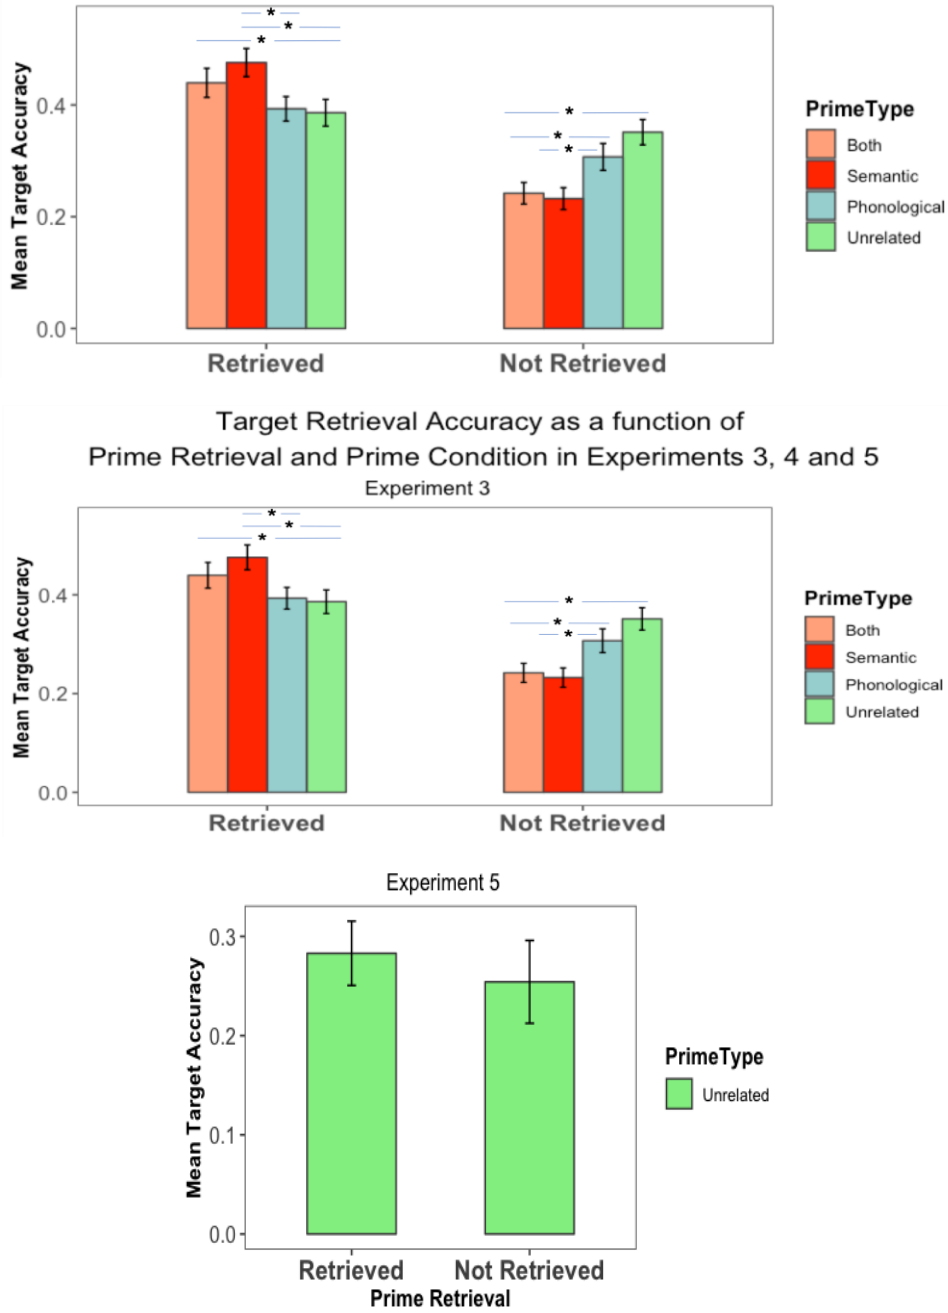 *
*
*
*
*
*
Mean Target Accuracy
0.4
0.2
0.0
Retrieved
Not Retrieved
PrimeType
Both
Semantic
Phonological
Unrelated
Target Retrieval Accuracy as a function of
Prime Retrieval and Prime Condition in Experiments 3, 4 and 5
Experiment 3
*
*
*
*
*
*
Mean Target Accuracy
0.4
0.2
0.0
Retrieved
Not Retrieved
PrimeType
Both
Semantic
Phonological
Unrelated
Experiment 5
Mean Target Accuracy
0.3
0.2
0.1
0.0
Retrieved
Not Retrieved
Prime Retrieval
PrimeType
Unrelated